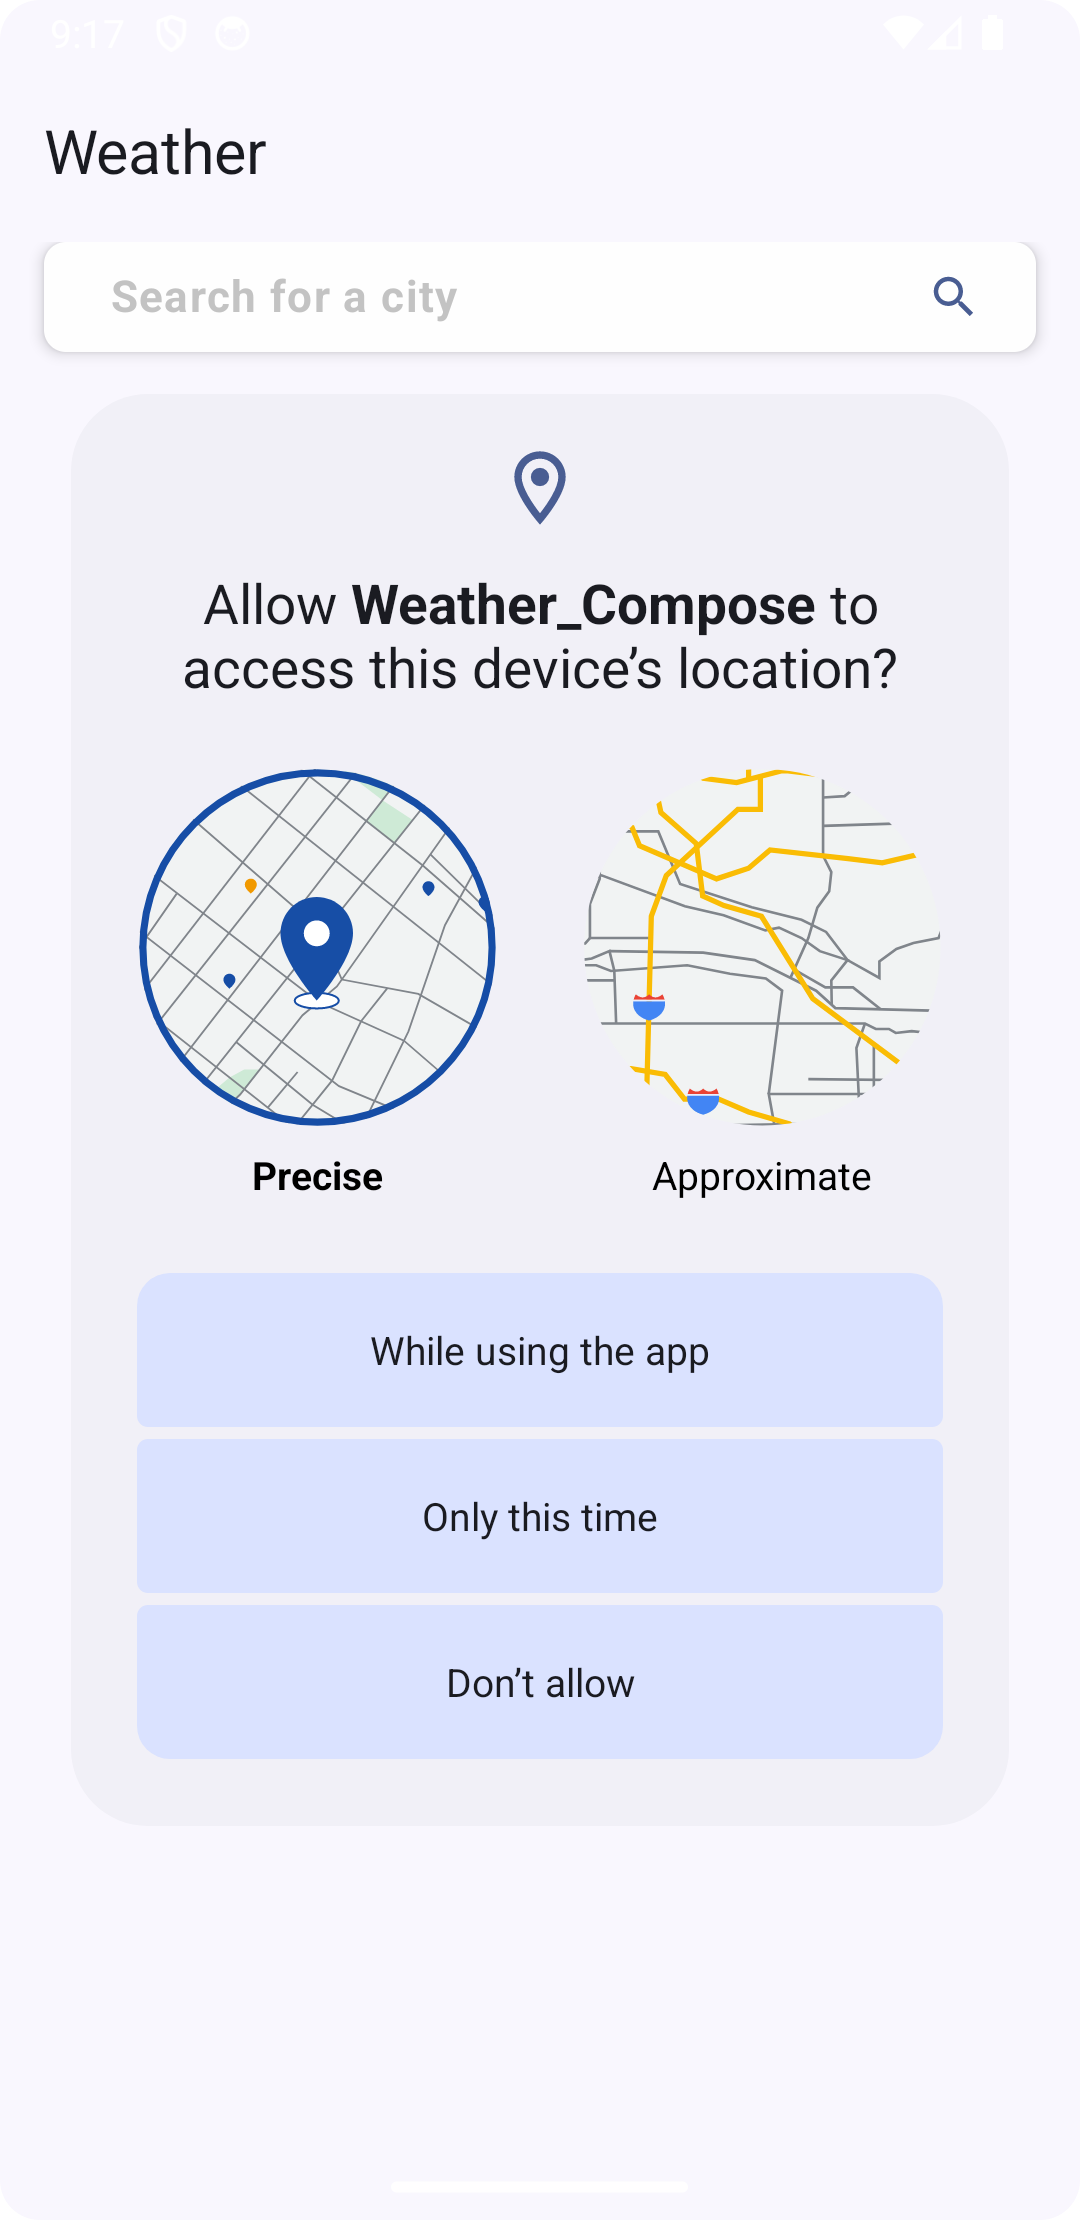 9:17
Weather
Search for a city
Allow Weather_Compose to
access this device’s location?
Precise
Approximate
While using the app
Only this time
Don’t allow